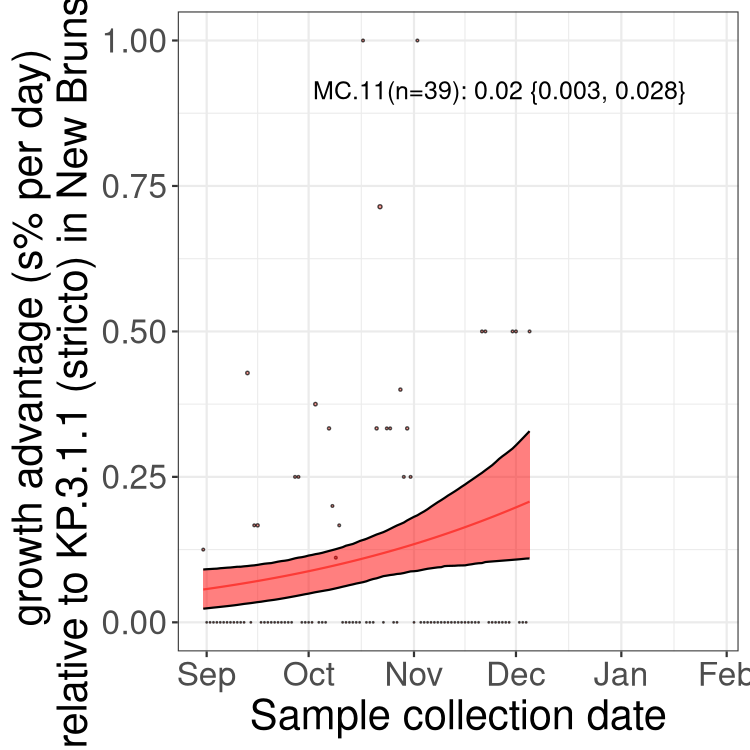 growth advantage (s% per day)
relative to KP.3.1.1 (stricto) in New Bruns
1.00
0.75
0.50
0.25
0.00
MC.11(n=39): 0.02 {0.003, 0.028}
Sep Oct Nov Dec Jan Feb
Sample collection date